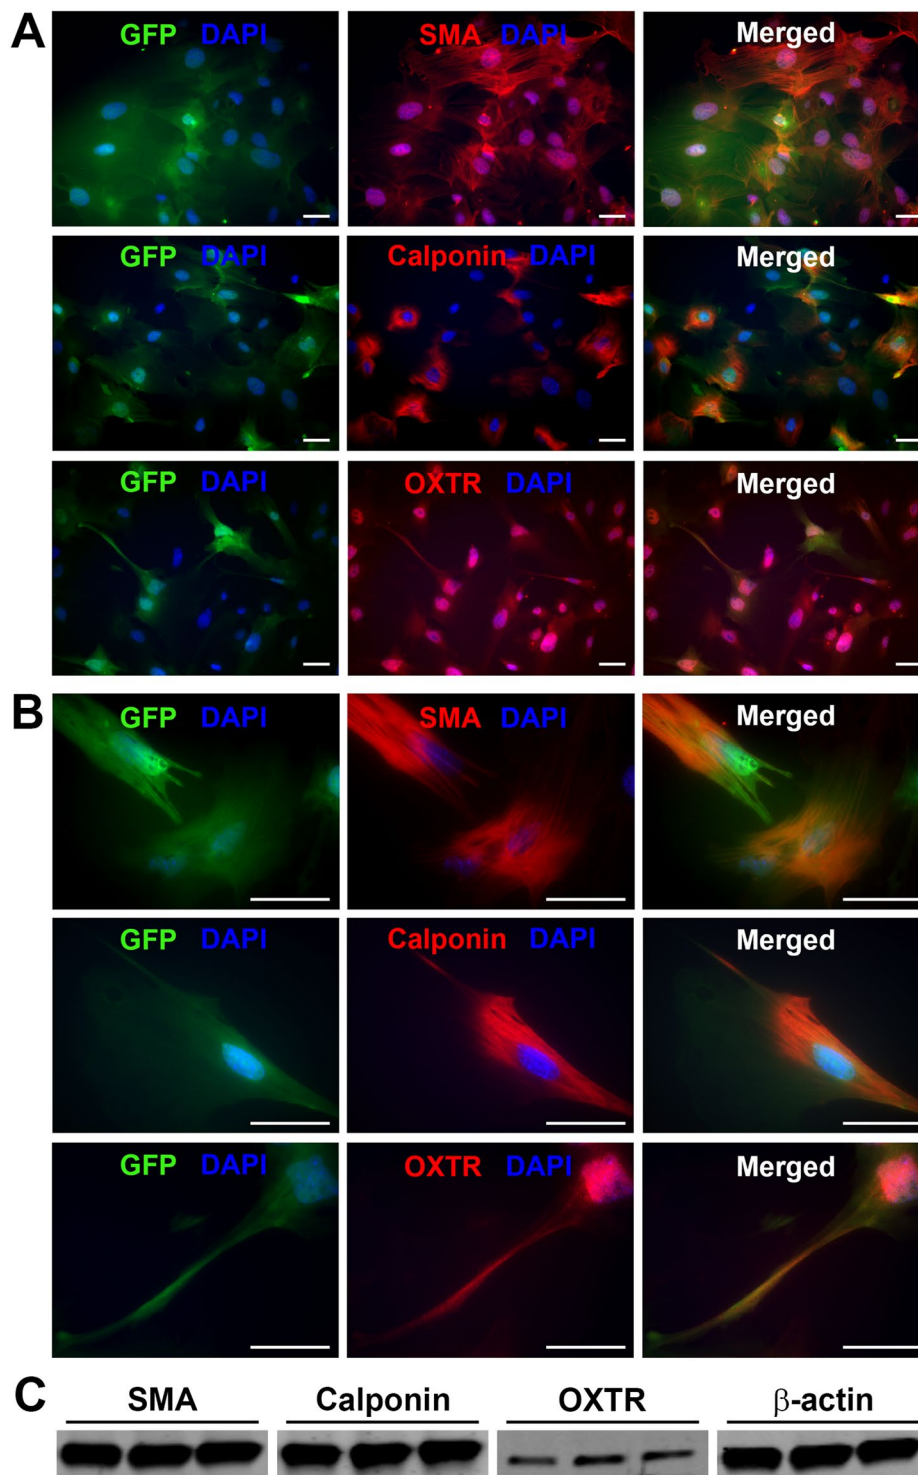 A
GFP DAPI SMA DAPI Merged
GFP DAPI Calponin DAPI Merged
GFP DAPI OXTR DAPI Merged
B
GFP DAPI SMA DAPI Merged
GFP DAPI Calponin DAPI Merged
GFP DAPI OXTR DAPI Merged
C
SMA Calponin OXTR β-actin